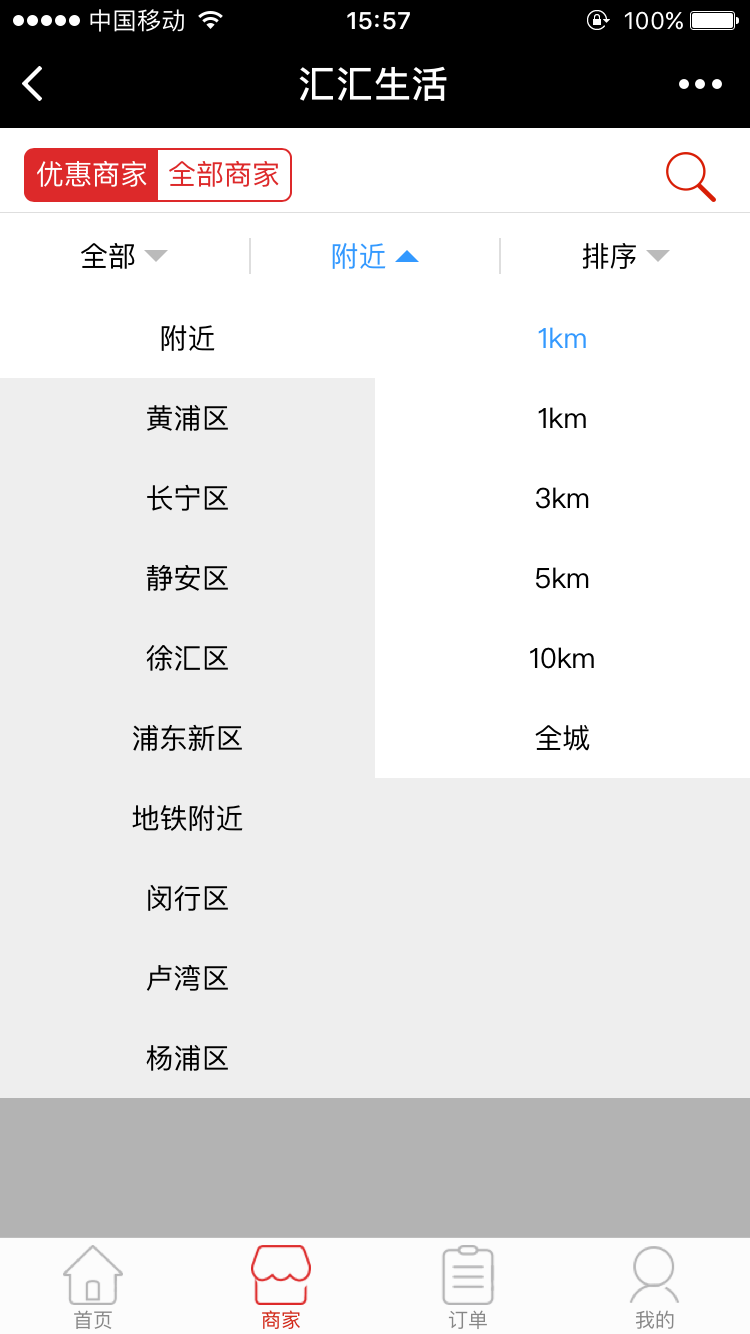 中国移动 15:57 100%
汇汇生活
优惠商家 全部商家
全部 附近 排序
附近 1km
黄浦区 1km
长宁区 3km
静安区 5km
徐汇区 10km
浦东新区 全城
地铁附近
闵行区
卢湾区
杨浦区
首页 商家 订单 我的